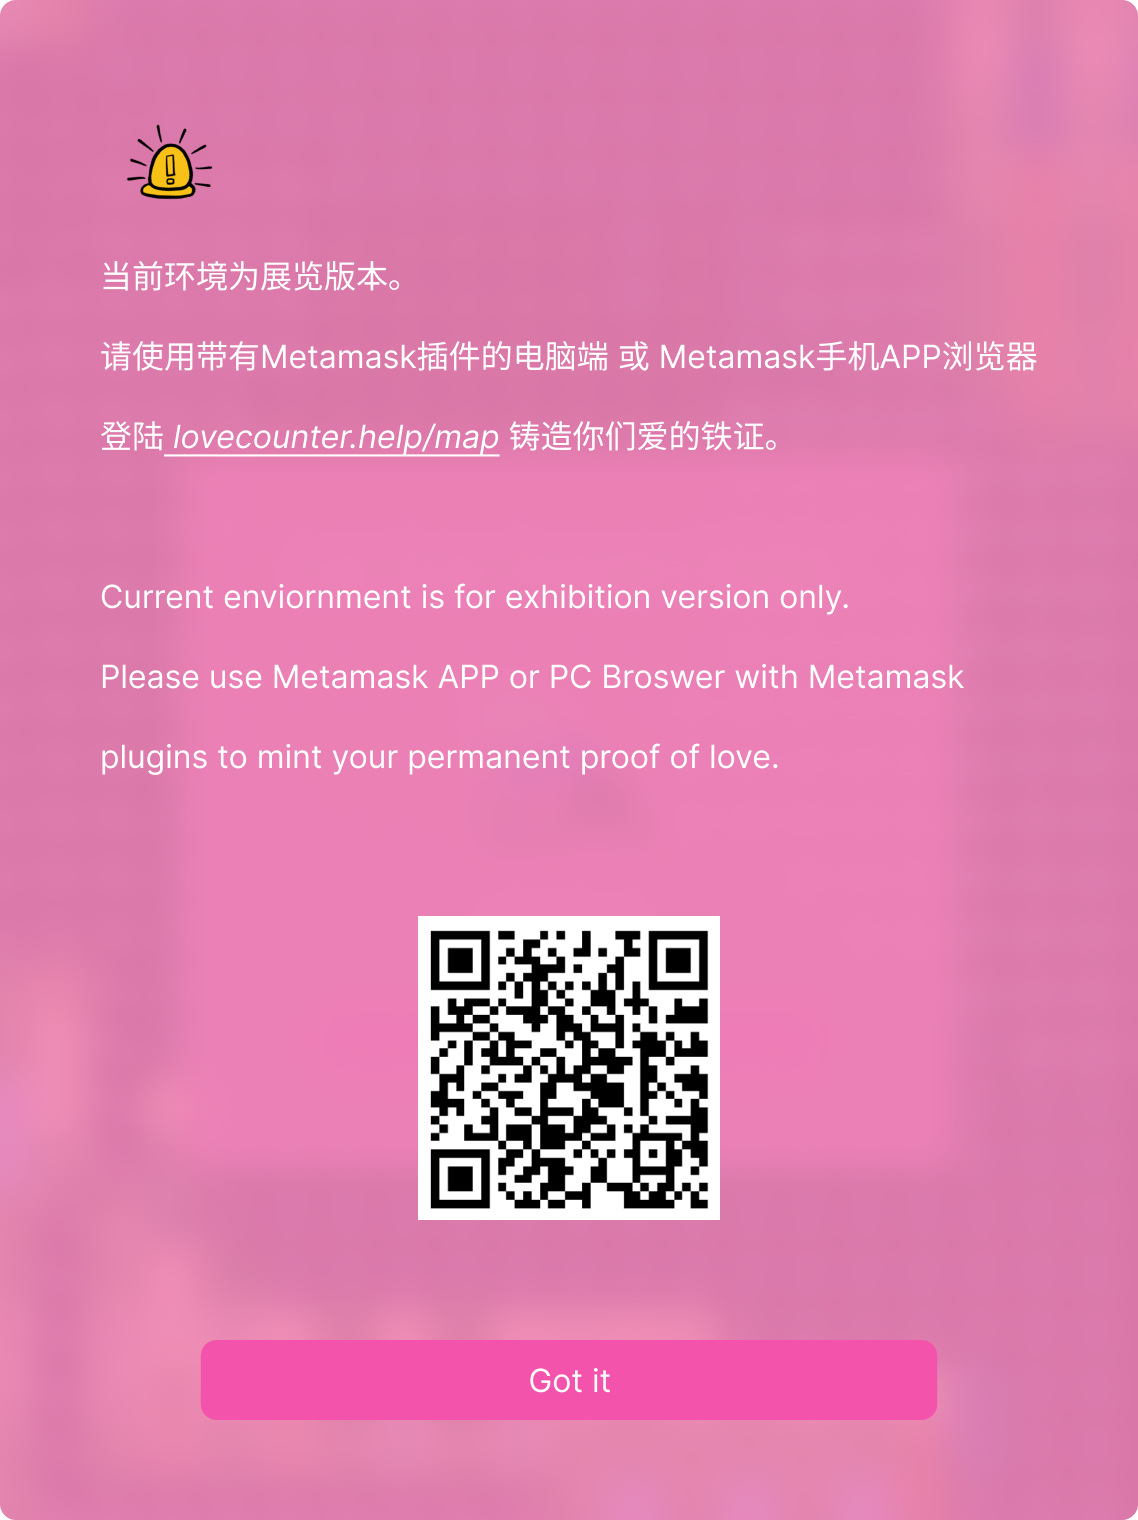 当前环境为展览版本。
请使用带有Metamask插件的电脑端 或 Metamask手机APP浏览器
登陆 lovecounter.help/map 铸造你们爱的铁证。
Current enviornment is for exhibition version only.
Please use Metamask APP or PC Broswer with Metamask
plugins to mint your permanent proof of love.
Got it